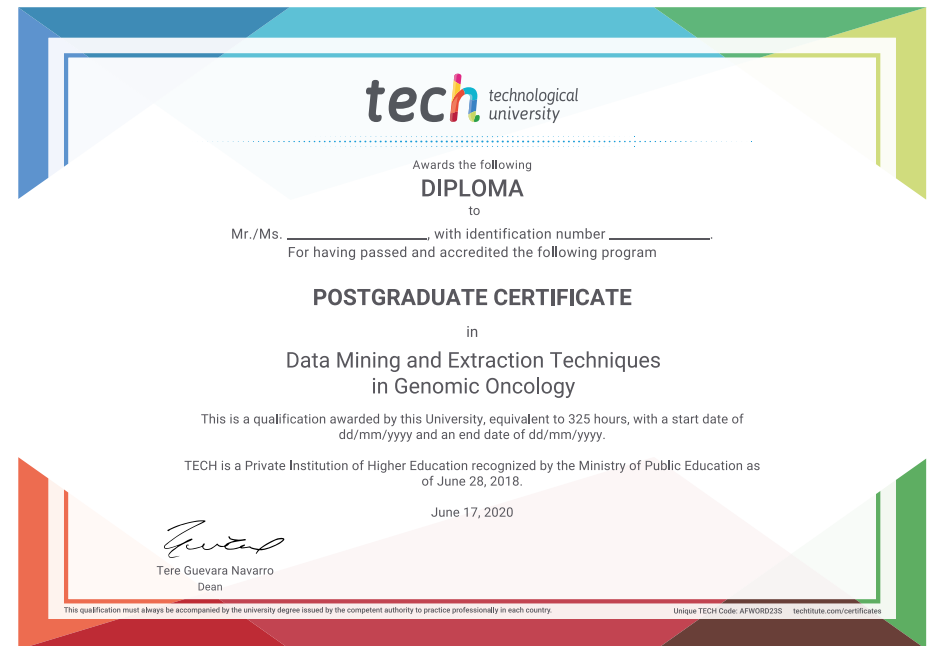 tech technological
university
Awards the following
DIPLOMA
to
Mr./Ms. ____________________, with identification number ______________.
For having passed and accredited the following program
POSTGRADUATE CERTIFICATE
in
Data Mining and Extraction Techniques
in Genomic Oncology
This is a qualification awarded by this University, equivalent to 325 hours, with a start date of
dd/mm/yyyy and an end date of dd/mm/yyyy.
TECH is a Private Institution of Higher Education recognized by the Ministry of Public Education as
of June 28, 2018.
June 17, 2020
Tere Guevara Navarro
Dean
This qualification must always be accompanied by the university degree issued by the competent authority to practice professionally in each country. Unique TECH Code: AFWORD23S techtitute.com/certificates